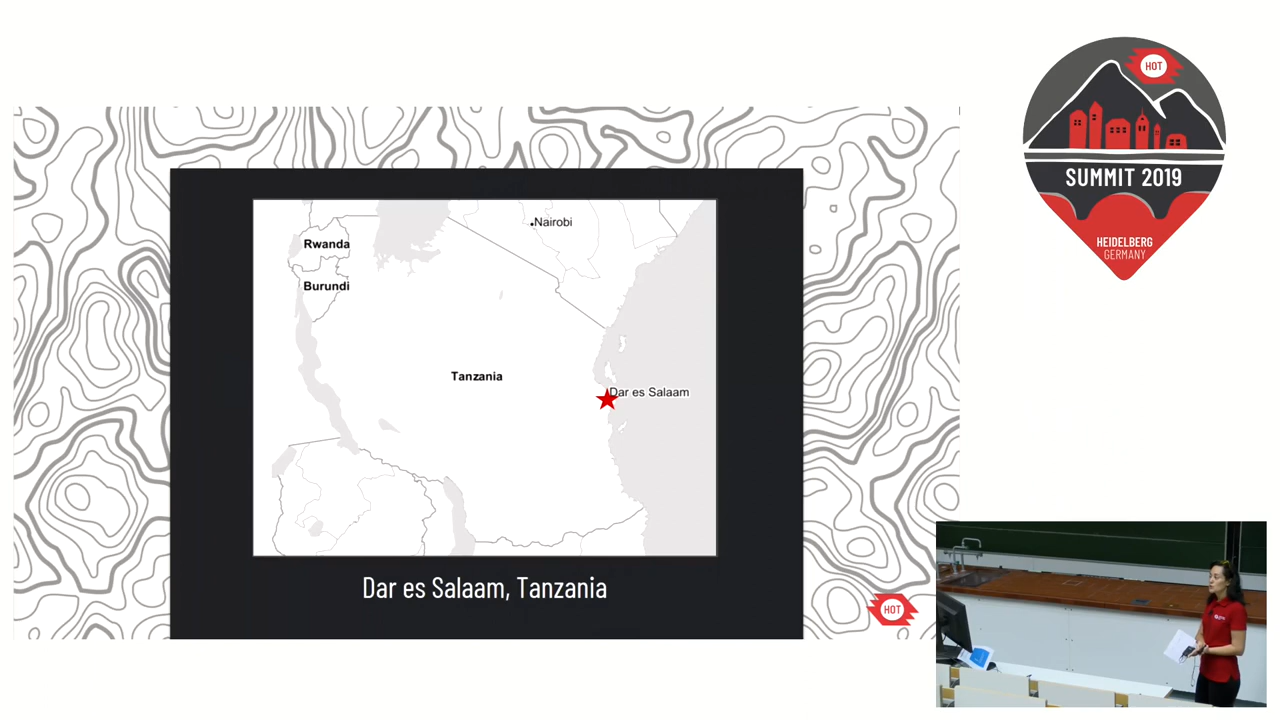 Nairobi
Rwanda
Burundi
Tanzania
Dar es Salaam
Dar es Salaam, Tanzania
HOT
HOT
SUMMIT 2019
HEIDELBERG
GERMANY